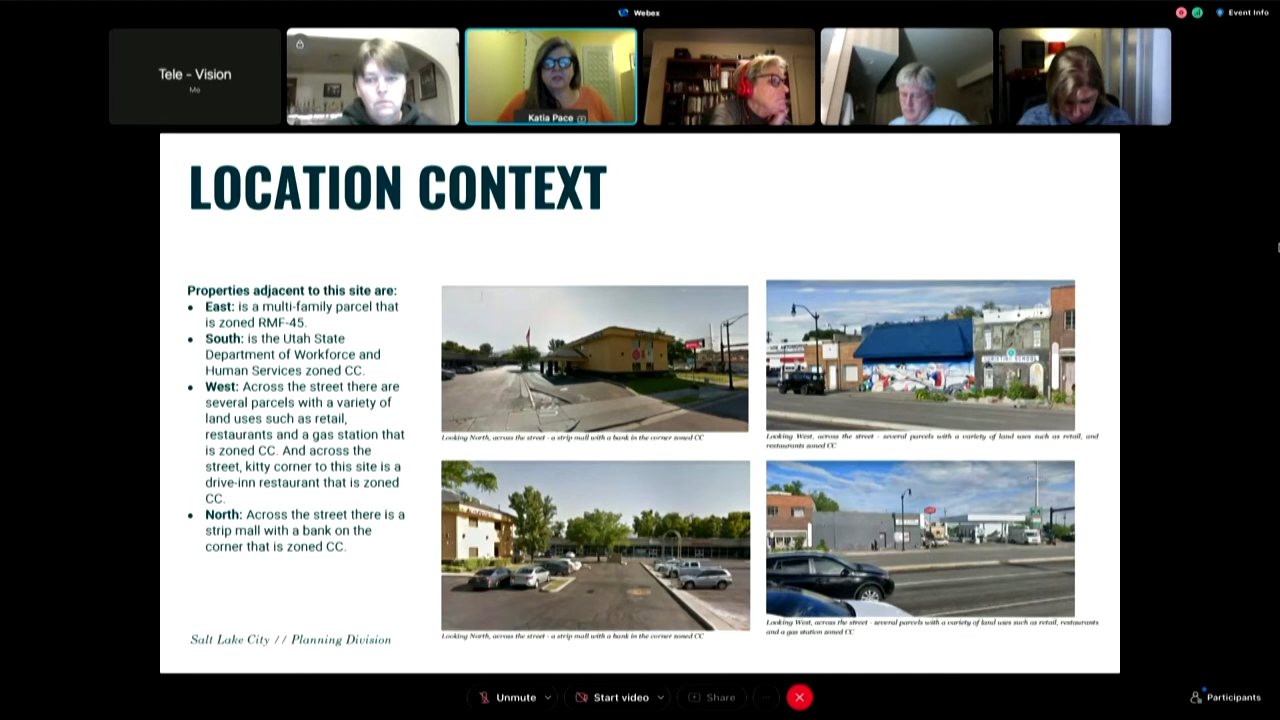 Webex
Event Info
Tele - Vision
Me
Katia Pace
LOCATION CONTEXT
Properties adjacent to this site are:
• East: is a multi-family parcel that
is zoned RMF-45.
• South: is the Utah State
Department of Workforce and
Human Services zoned CC.
• West: Across the street there are
several parcels with a variety of
land uses such as retail,
restaurants and a gas station that
is zoned CC. And across the
street, kitty corner to this site is a
drive-inn restaurant that is zoned
CC.
• North: Across the street there is a
strip mall with a bank on the
corner that is zoned CC.
Looking North, across the street - a strip mall with a bank in the corner zoned CC
Looking West, across the street - several parcels with a variety of land uses such as retail, and
restaurants zoned CC
Looking North, across the street - a strip mall with a bank in the corner zoned CC
Looking West, across the street - several parcels with a variety of land uses such as retail, restaurants
and a gas station zoned CC
Salt Lake City // Planning Division
Unmute
Start video
Share
Participants